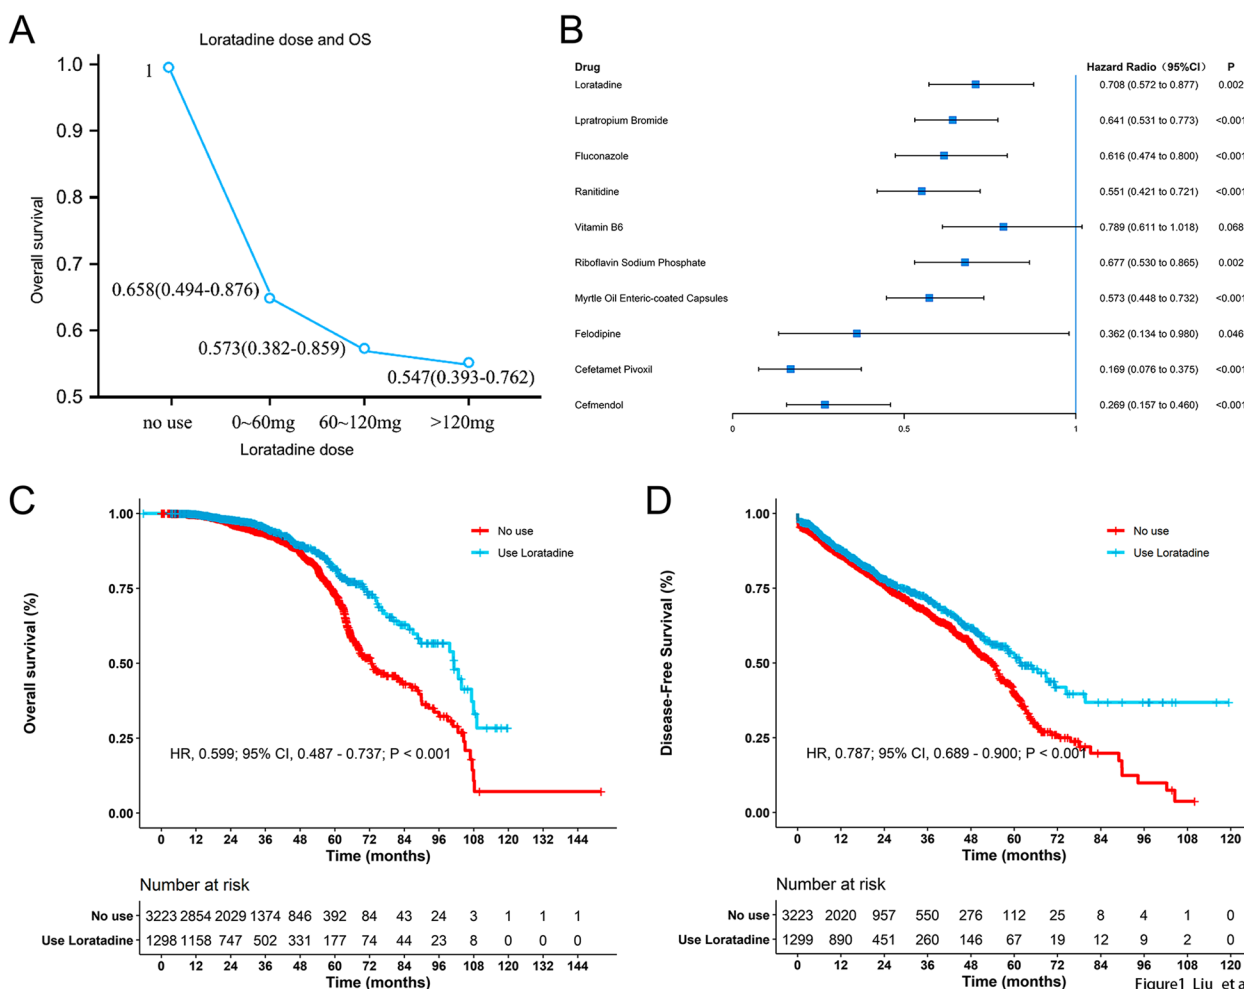 A
Loratadine dose and OS
Overall survival
1.0
0.9
0.8
0.7
0.6
0.5
1
0.658(0.494-0.876)
0.573(0.382-0.859)
0.547(0.393-0.762)
no use 0~60mg 60~120mg >120mg
Loratadine dose
B
Drug Hazard Radio (95%CI) P
Loratadine 0.708 (0.572 to 0.877) 0.002
Lpratropium Bromide 0.641 (0.531 to 0.773) <0.001
Fluconazole 0.616 (0.474 to 0.800) <0.001
Ranitidine 0.551 (0.421 to 0.721) <0.001
Vitamin B6 0.789 (0.611 to 1.018) 0.068
Riboflavin Sodium Phosphate 0.677 (0.530 to 0.865) 0.002
Myrtle Oil Enteric-coated Capsules 0.573 (0.448 to 0.732) <0.001
Felodipine 0.362 (0.134 to 0.980) 0.046
Cefetamet Pivoxil 0.169 (0.076 to 0.375) <0.001
Cefmendol 0.269 (0.157 to 0.460) <0.001
0 0.5 1
C
Overall survival (%)
1.00
0.75
0.50
0.25
0.00
No use
Use Loratadine
HR, 0.599; 95% CI, 0.487 - 0.737; P < 0.001
0 12 24 36 48 60 72 84 96 108 120 132 144
Time (months)
Number at risk
No use 3223 2854 2029 1374 846 392 84 43 24 3 1 1 1
Use Loratadine 1298 1158 747 502 331 177 74 44 23 8 0 0 0
0 12 24 36 48 60 72 84 96 108 120 132 144
Time (months)
D
Disease-Free Survival (%)
1.00
0.75
0.50
0.25
0.00
No use
Use Loratadine
HR, 0.787; 95% CI, 0.689 - 0.900; P < 0.001
0 12 24 36 48 60 72 84 96 108 120
Time (months)
Number at risk
No use 3223 2020 957 550 276 112 25 8 4 1 0
Use Loratadine 1299 890 451 260 146 67 19 12 9 2 0
0 12 24 36 48 60 72 84 96 108 120
Time (months)
Figure1 Liu et a